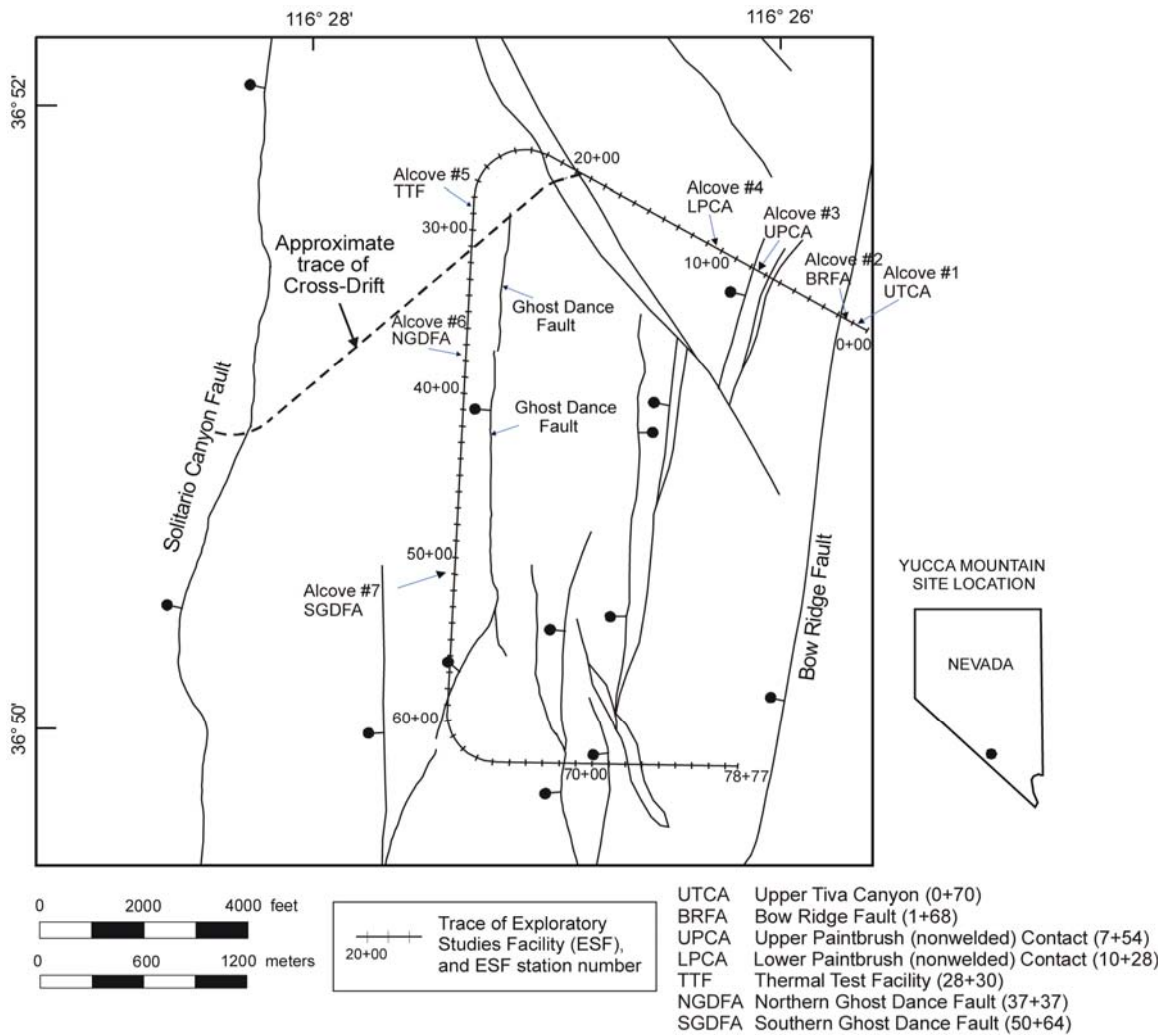 116° 28'
116° 26'
36° 52'
36° 50'
20+00
Alcove #5
TTF
30+00
Alcove #4
LPCA
10+00
Alcove #3
UPCA
Alcove #2
BRFA
Alcove #1
UTCA
0+00
Approximate
trace of
Cross-Drift
Ghost Dance
Fault
Alcove #6
NGDFA
40+00
Ghost Dance
Fault
Solitario Canyon Fault
50+00
Alcove #7
SGDFA
Bow Ridge Fault
60+00
70+00
78+77
YUCCA MOUNTAIN
SITE LOCATION
NEVADA
0 2000 4000 feet
0 600 1200 meters
20+00
Trace of Exploratory
Studies Facility (ESF),
and ESF station number
UTCA Upper Tiva Canyon (0+70)
BRFA Bow Ridge Fault (1+68)
UPCA Upper Paintbrush (nonwelded) Contact (7+54)
LPCA Lower Paintbrush (nonwelded) Contact (10+28)
TTF Thermal Test Facility (28+30)
NGDFA Northern Ghost Dance Fault (37+37)
SGDFA Southern Ghost Dance Fault (50+64)